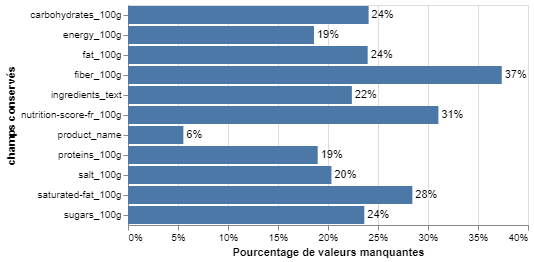 carbohydrates_100g 24%
energy_100g 19%
fat_100g 24%
fiber_100g 37%
ingredients_text 22%
nutrition-score-fr_100g 31%
product_name 6%
proteins_100g 19%
salt_100g 20%
saturated-fat_100g 28%
sugars_100g 24%
champs conservés
0% 5% 10% 15% 20% 25% 30% 35% 40%
Pourcentage de valeurs manquantes